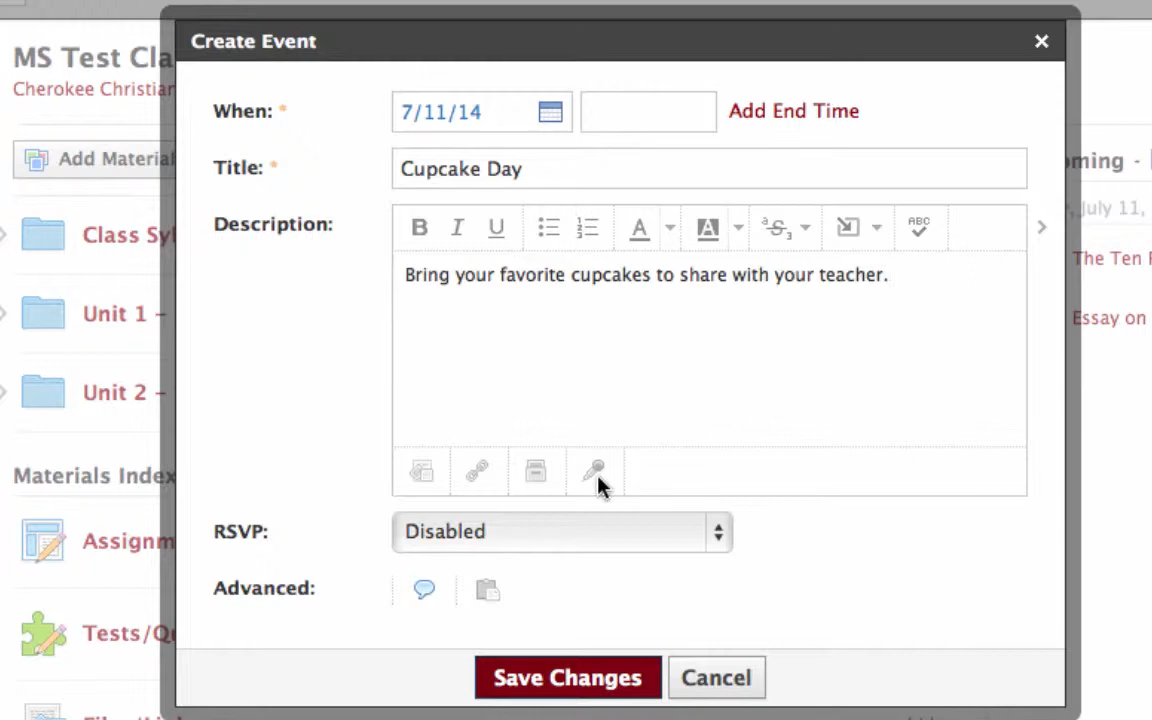 Create Event
MS Test Cla
Cherokee Christian
Add Materia
Class Syl
Unit 1 –
Unit 2 –
Materials Index
Assignm
Tests/Qu
When: *
7/11/14
Add End Time
Title: *
Cupcake Day
Description:
B I U A A ABC
Bring your favorite cupcakes to share with your teacher.
RSVP:
Disabled
Advanced:
Save Changes
Cancel
oming -
, July 11,
The Ten
Essay on